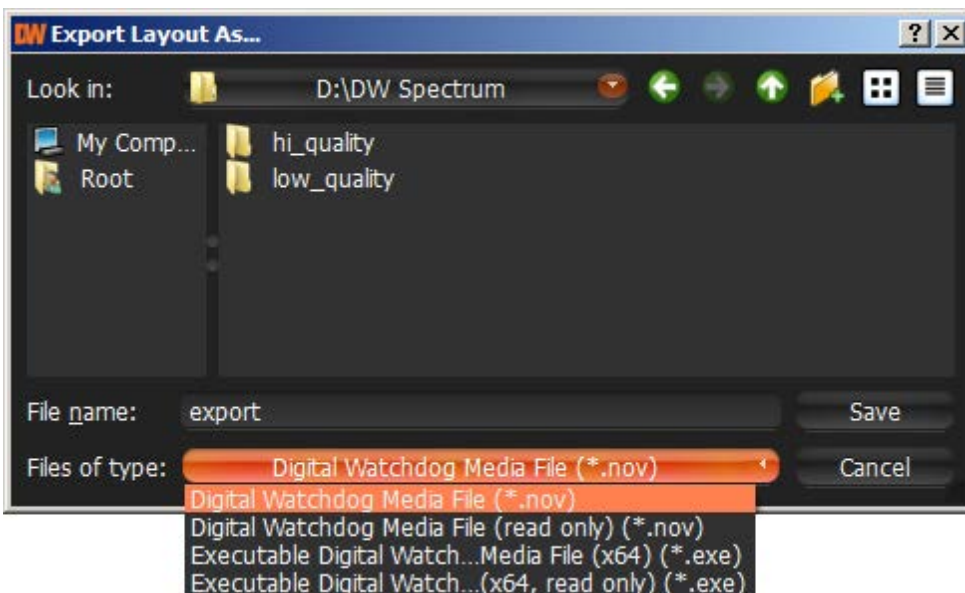 DW Export Layout As...
Look in: D:\DW Spectrum
My Comp... hi_quality
Root low_quality
File name: export Save
Files of type: Digital Watchdog Media File (*.nov) Cancel
Digital Watchdog Media File (*.nov)
Digital Watchdog Media File (read only) (*.nov)
Executable Digital Watch...Media File (x64) (*.exe)
Executable Digital Watch...(x64, read only) (*.exe)